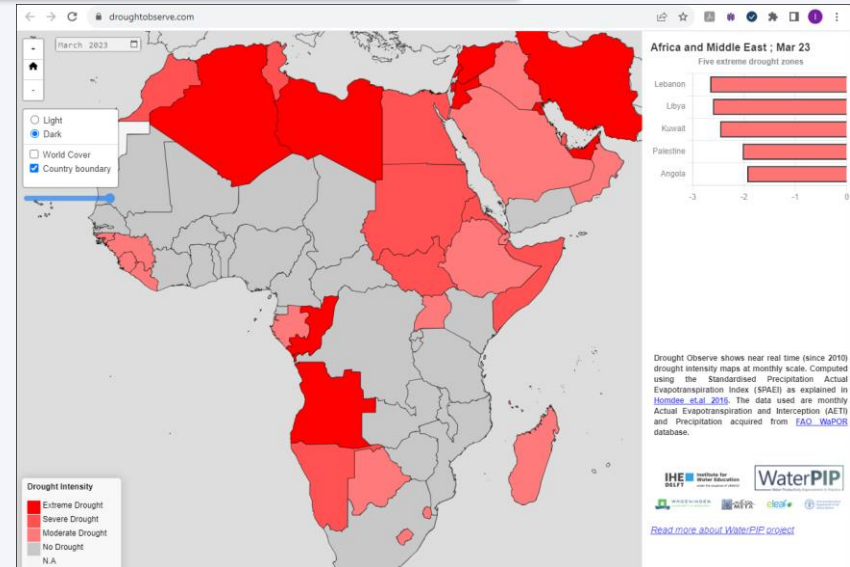 droughtobserve.com
March 2023
Light
Dark
World Cover
Country boundary
Drought Intensity
Extreme Drought
Severe Drought
Moderate Drought
No Drought
N.A
Africa and Middle East ; Mar 23
Five extreme drought zones
Lebanon
Libya
Kuwait
Palestine
Angola
-3 -2 -1 0
Drought Observe shows near real time (since 2010)
drought intensity maps at monthly scale. Computed
using the Standardised Precipitation Actual
Evapotranspiration Index (SPAEI) as explained in
Homdee et.al 2016. The data used are monthly
Actual Evapotranspiration and Interception (AETI)
and Precipitation acquired from FAO WaPOR
database.
IHE DELFT Institute for Water Education
WaterPIP
WAGENINGEN
META
eleaf
Read more about WaterPIP project